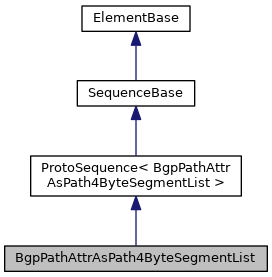 ElementBase
SequenceBase
ProtoSequence< BgpPathAttr
AsPath4ByteSegmentList >
BgpPathAttrAsPath4ByteSegmentList